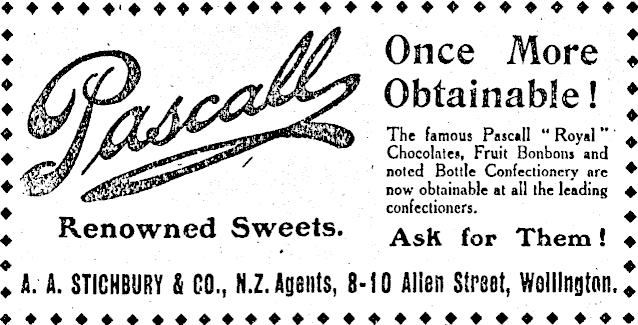 Pascall
Renowned Sweets.
Once More
Obtainable!
The famous Pascall "Royal"
Chocolates, Fruit Bonbons and
noted Bottle Confectionery are
now obtainable at all the leading
confectioners.
Ask for Them!
A. A. STICHBURY & CO., N.Z. Agents, 8-10 Allen Street, Wellington.